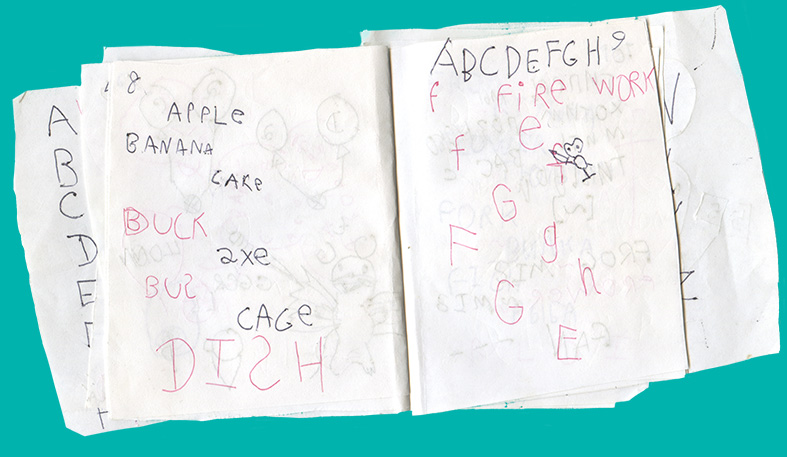 A
B
C
D
E
8
APPLe
BANANA
CAKe
BUCK
axe
BUS
CAGe
DISH
ABCDEFGH 9
f FiRe WORK
e
f
G
F g
h
G
E